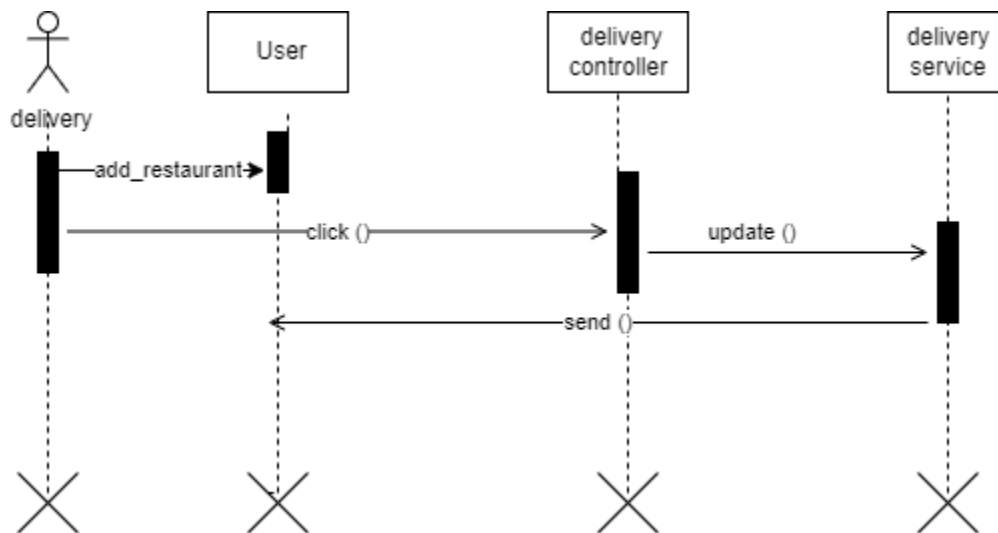 User
delivery
controller
delivery
service
delivery
add_restaurant
click ()
update ()
send ()